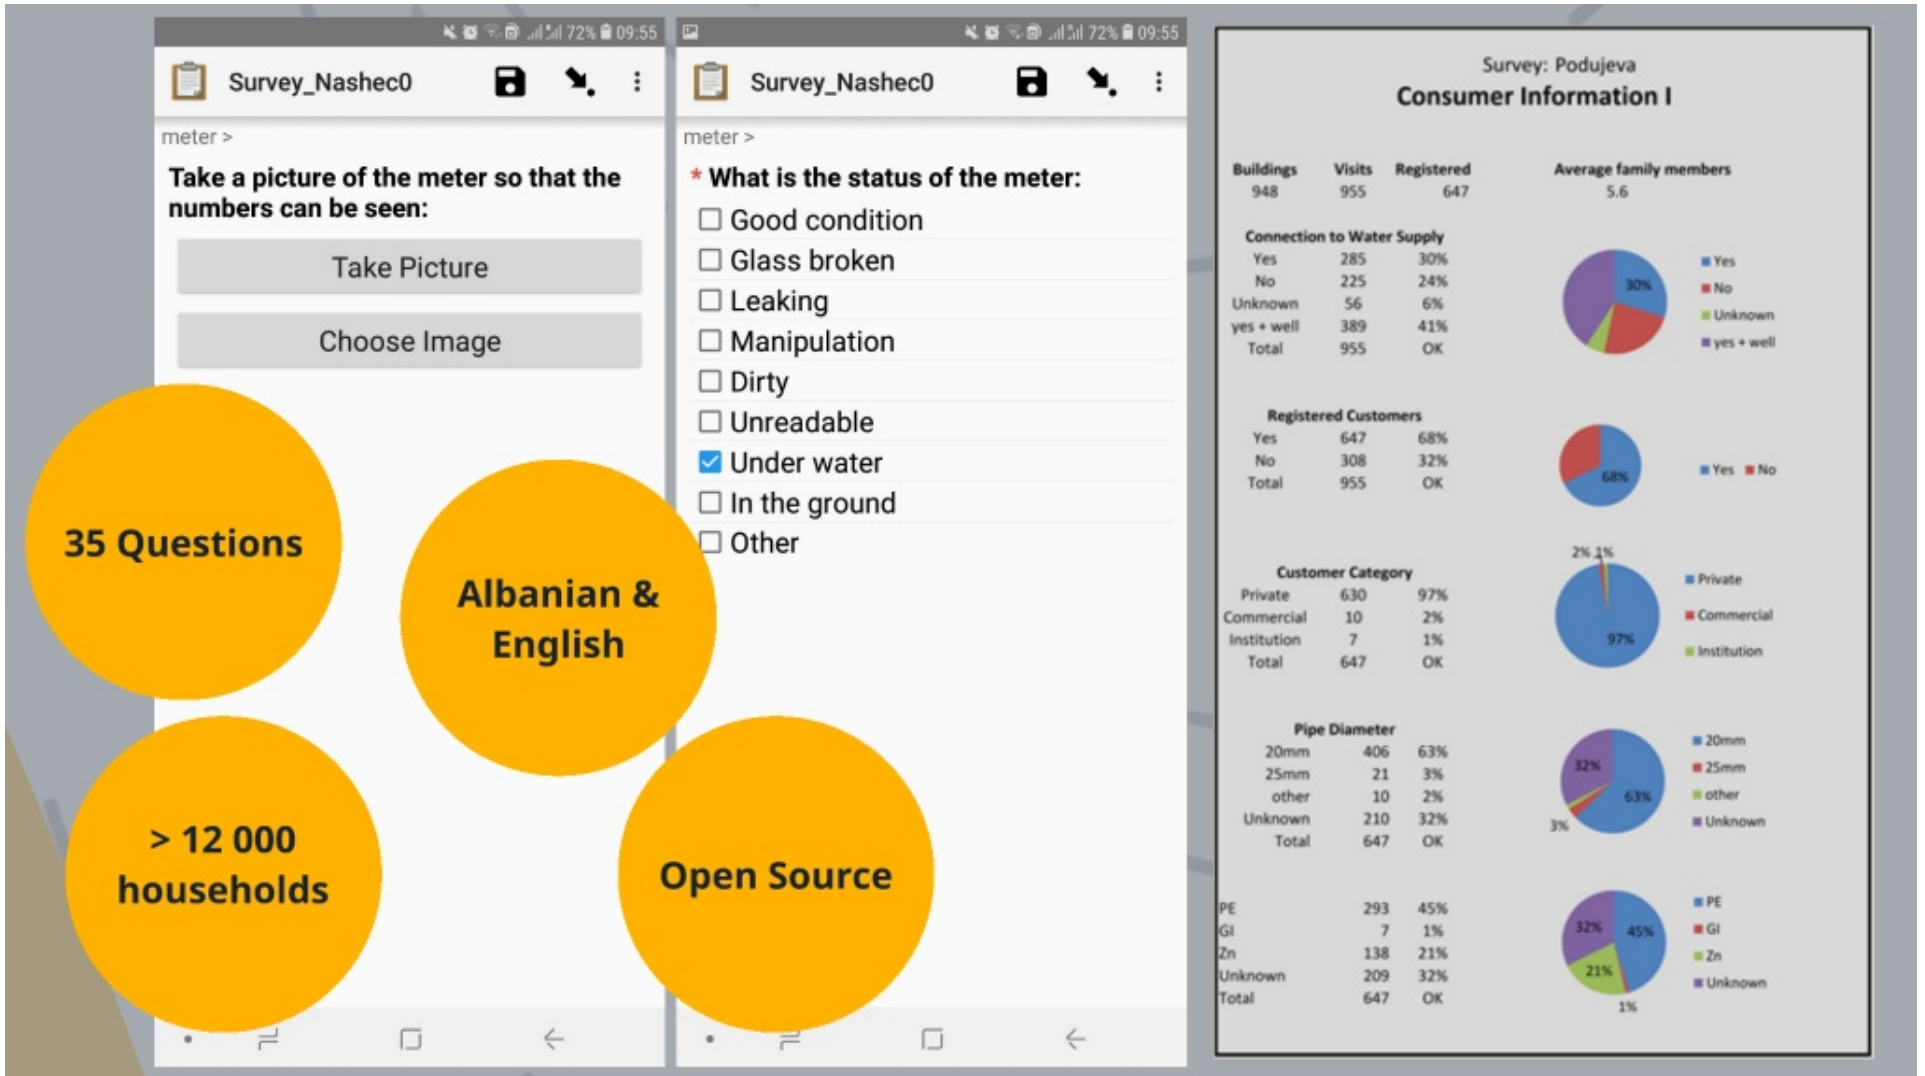 72% 09:55
Survey_Nashec0
meter >
Take a picture of the meter so that the
numbers can be seen:
Take Picture
Choose Image
35 Questions
Albanian &
English
> 12 000
households
Open Source
72% 09:55
Survey_Nashec0
meter >
* What is the status of the meter:
Good condition
Glass broken
Leaking
Manipulation
Dirty
Unreadable
Under water
In the ground
Other
Survey: Podujeva
Consumer Information I
Buildings Visits Registered Average family members
948 955 647 5.6
Connection to Water Supply
Yes 285 30%
No 225 24%
Unknown 56 6%
yes + well 389 41%
Total 955 OK
30%
Yes
No
Unknown
yes + well
Registered Customers
Yes 647 68%
No 308 32%
Total 955 OK
68%
Yes No
Customer Category
Private 630 97%
Commercial 10 2%
Institution 7 1%
Total 647 OK
2% 1%
97%
Private
Commercial
Institution
Pipe Diameter
20mm 406 63%
25mm 21 3%
other 10 2%
Unknown 210 32%
Total 647 OK
32%
63%
3%
20mm
25mm
other
Unknown
PE 293 45%
GI 7 1%
Zn 138 21%
Unknown 209 32%
Total 647 OK
32% 45%
21%
1%
PE
GI
Zn
Unknown